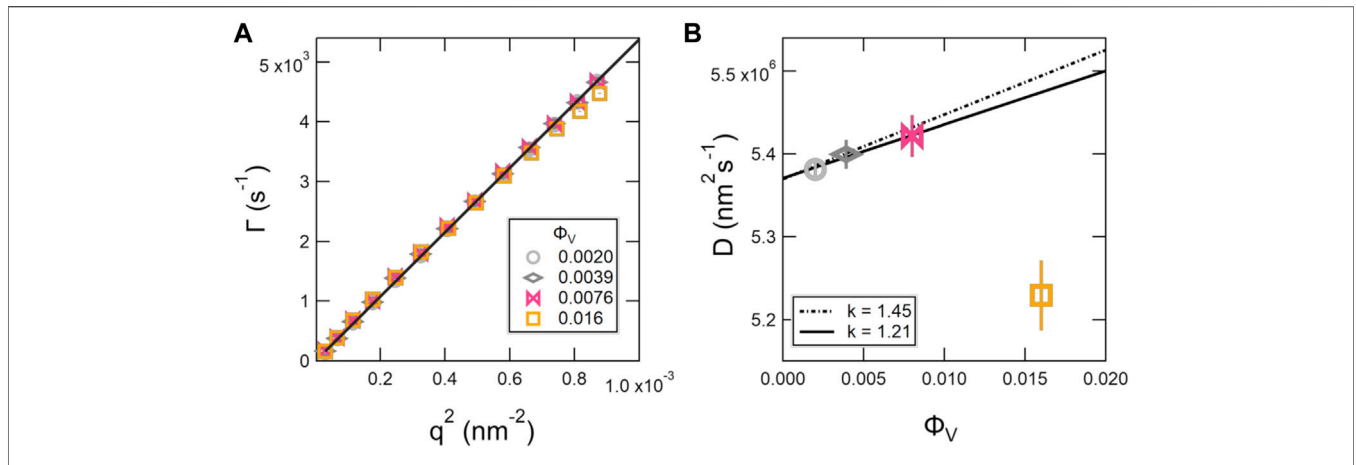 A
Γ (s⁻¹)
5 x10³
4
3
2
1
0
0.2
0.4
0.6
0.8
1.0 x10⁻³
q² (nm⁻²)
Φ_V
0.0020
0.0039
0.0076
0.016
B
D (nm² s⁻¹)
5.5 x10⁶
5.4
5.3
5.2
k = 1.45
k = 1.21
0.000
0.005
0.010
0.015
0.020
Φ_V